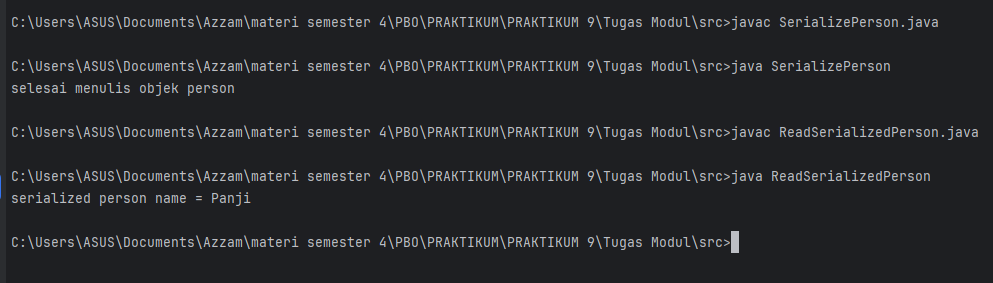 C:\Users\ASUS\Documents\Azzam\materi semester 4\PBO\PRAKTIKUM\PRAKTIKUM 9\Tugas Modul\src>javac SerializePerson.java
C:\Users\ASUS\Documents\Azzam\materi semester 4\PBO\PRAKTIKUM\PRAKTIKUM 9\Tugas Modul\src>java SerializePerson
selesai menulis objek person
C:\Users\ASUS\Documents\Azzam\materi semester 4\PBO\PRAKTIKUM\PRAKTIKUM 9\Tugas Modul\src>javac ReadSerializedPerson.java
C:\Users\ASUS\Documents\Azzam\materi semester 4\PBO\PRAKTIKUM\PRAKTIKUM 9\Tugas Modul\src>java ReadSerializedPerson
serialized person name = Panji
C:\Users\ASUS\Documents\Azzam\materi semester 4\PBO\PRAKTIKUM\PRAKTIKUM 9\Tugas Modul\src>